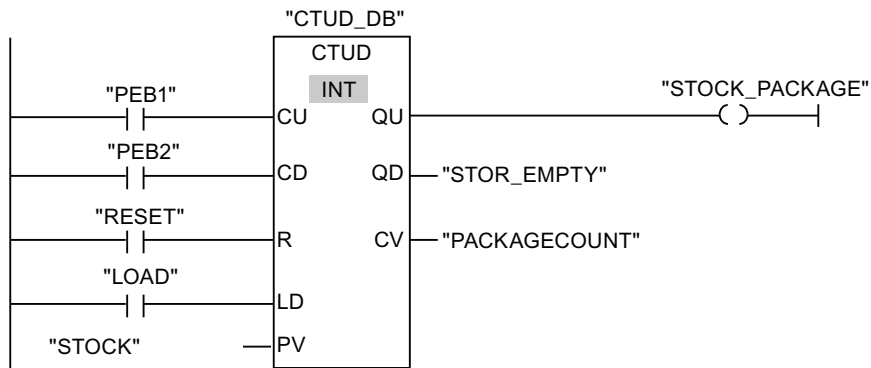 "CTUD_DB"
CTUD
INT
"PEB1"
CU
QU
"STOCK_PACKAGE"
"PEB2"
CD
QD
"STOR_EMPTY"
"RESET"
R
CV
"PACKAGECOUNT"
"LOAD"
LD
"STOCK"
PV